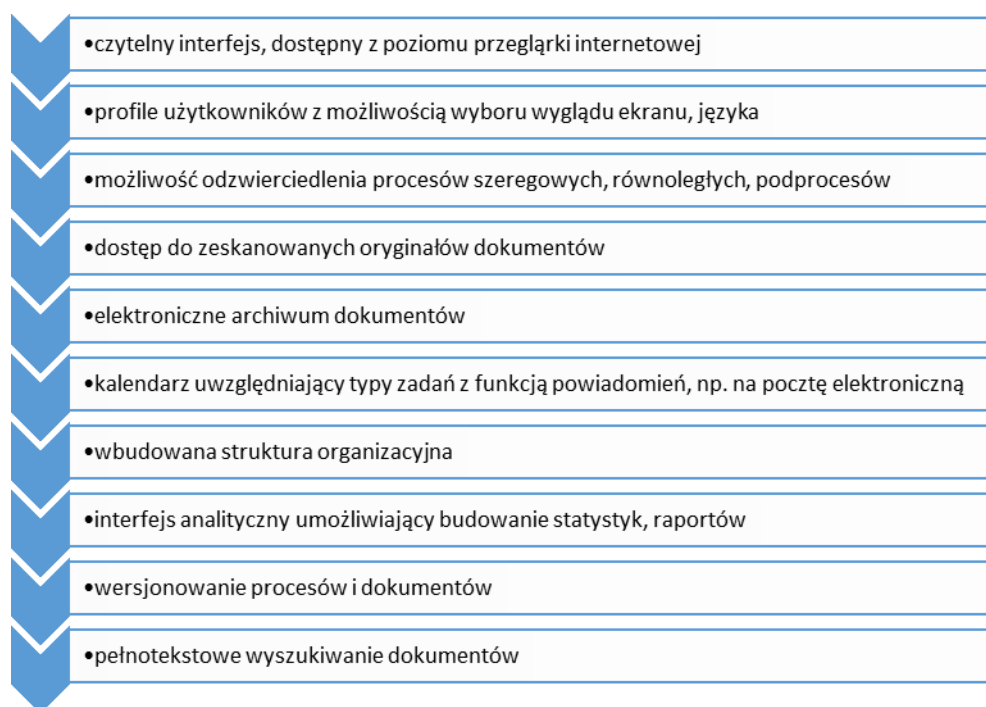 •czytelny interfejs, dostępny z poziomu przegląrki internetowej
•profile użytkowników z możliwością wyboru wyglądu ekranu, języka
•możliwość odzwierciedlenia procesów szeregowych, równoległych, podprocesów
•dostęp do zeskanowanych oryginałów dokumentów
•elektroniczne archiwum dokumentów
•kalendarz uwzględniający typy zadań z funkcją powiadomień, np. na pocztę elektroniczną
•wbudowana struktura organizacyjna
•interfejs analityczny umożliwiający budowanie statystyk, raportów
•wersjonowanie procesów i dokumentów
•pełnotekstowe wyszukiwanie dokumentów